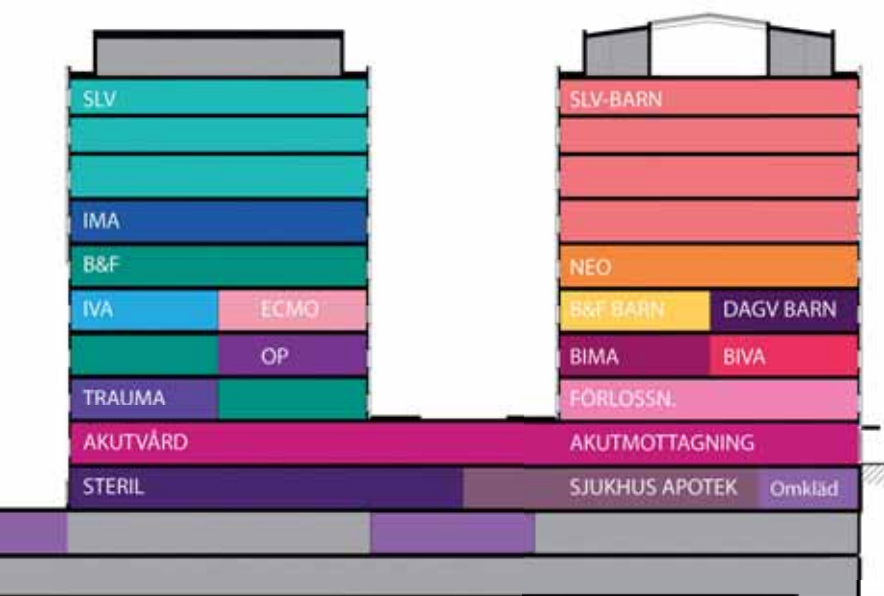 SLV
SLV-BARN
IMA
B&F
NEO
IVA
ECMO
B&F BARN
DAGV BARN
OP
BIMA
BIVA
TRAUMA
FÖRLOSSN.
AKUTVÅRD
AKUTMOTTAGNING
STERIL
SJUKHUS APOTEK
Omkläd